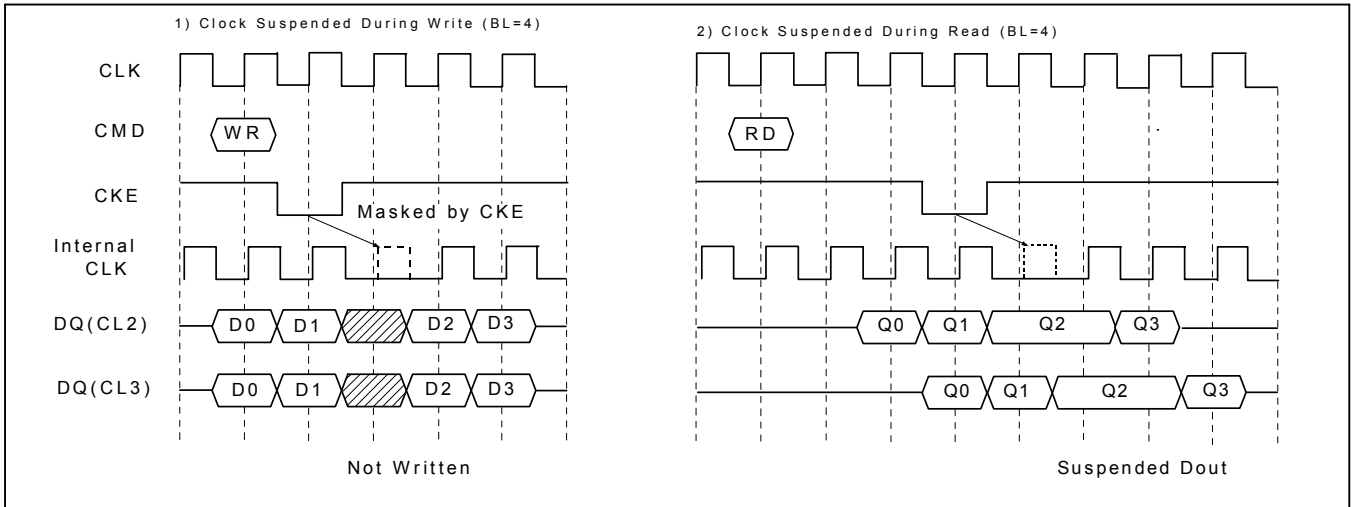 1) Clock Suspended During Write (BL=4)
2) Clock Suspended During Read (BL=4)
CLK
CMD
WR
RD
CKE
Masked by CKE
Internal
CLK
DQ(CL2)
D0 D1 D2 D3
Q0 Q1 Q2 Q3
DQ(CL3)
D0 D1 D2 D3
Q0 Q1 Q2 Q3
Not Written
Suspended Dout